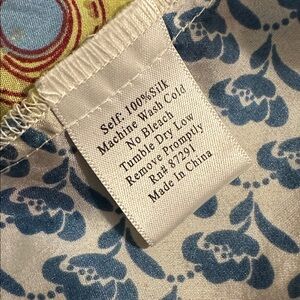 Self: 100%Silk
Machine Wash Cold
No Bleach
Tumble Dry Low
Remove Promptly
Rn# 87291
Made In China